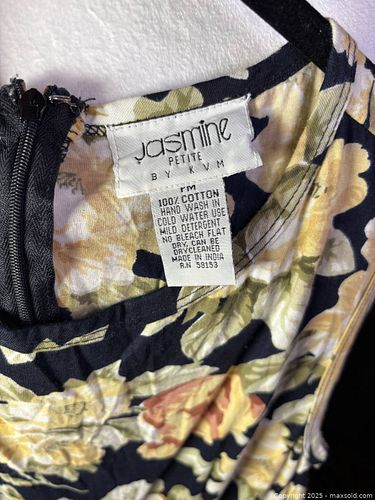 Jasmine
PETITE
BY KVM
PM
100% COTTON
HAND WASH IN
COLD WATER USE
MILD DETERGENT
NO BLEACH FLAT
DRY, CAN BE
DRYCLEANED
MADE IN INDIA
R.N 58153
Copyright © 2025 - maxsold.com